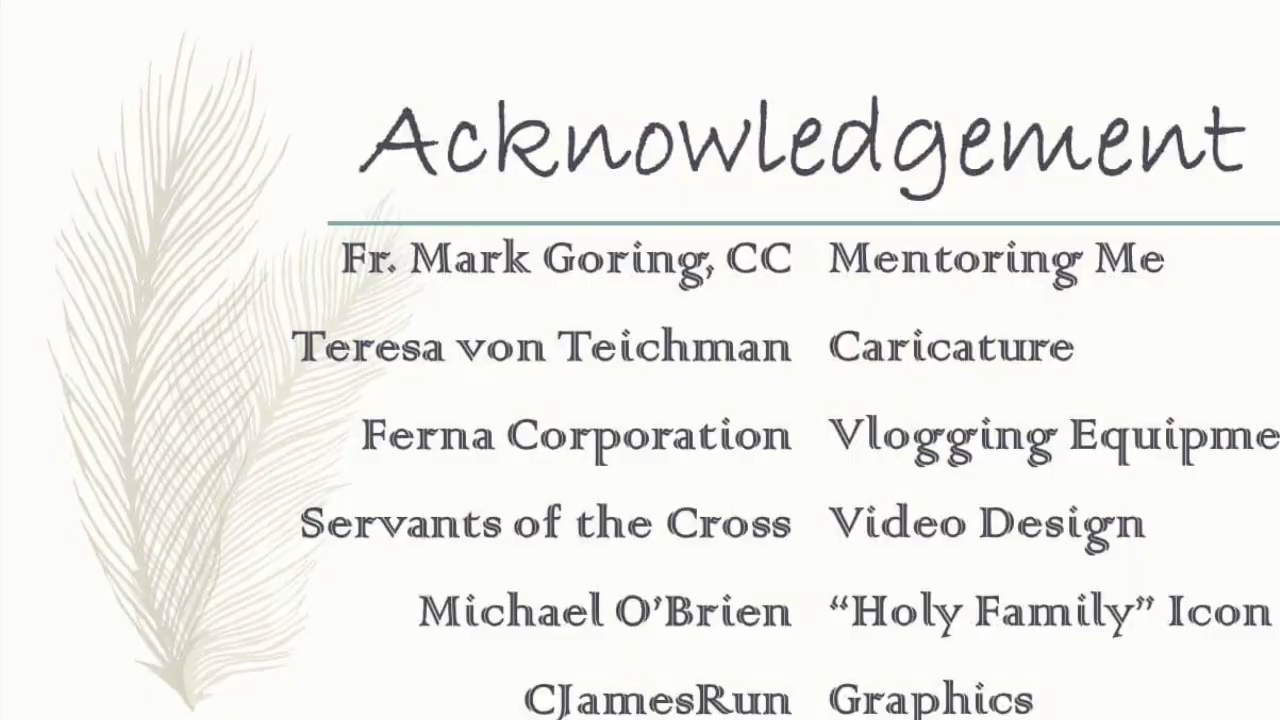 Acknowledgement
Fr. Mark Goring, CC Mentoring Me
Teresa von Teichman Caricature
Ferna Corporation Vlogging Equipme
Servants of the Cross Video Design
Michael O’Brien “Holy Family” Icon
CJamesRun Graphics